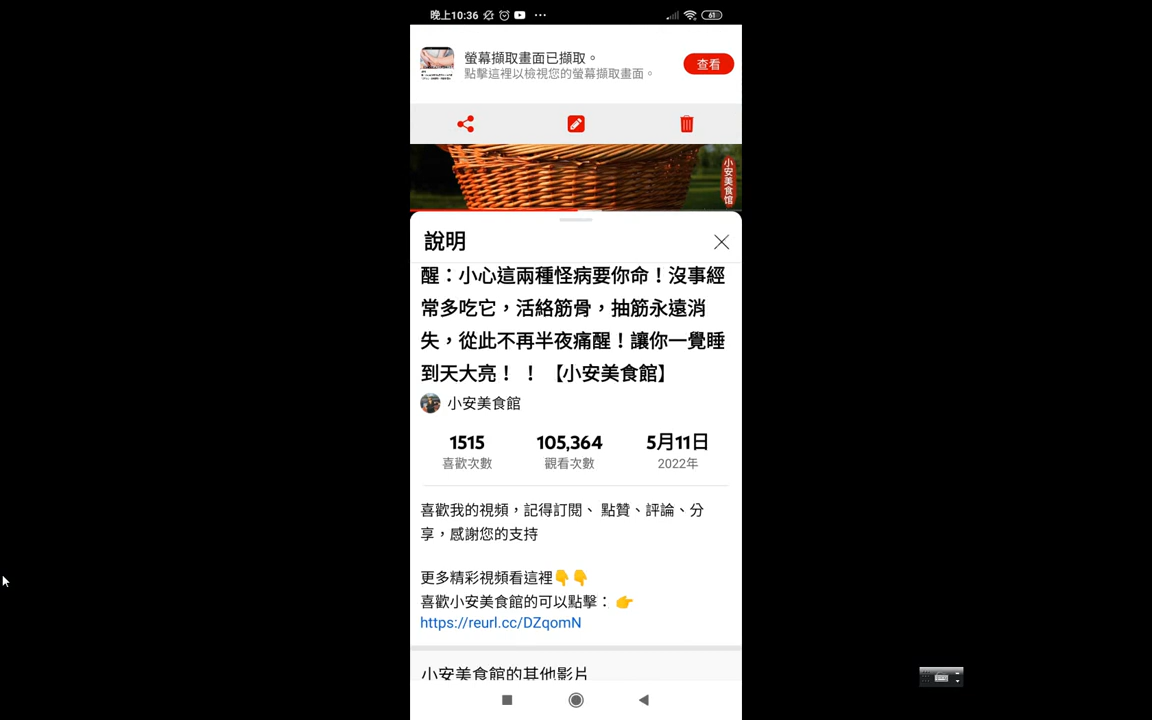 晚上10:36
61
螢幕擷取畫面已擷取。
點擊這裡以檢視您的螢幕擷取畫面。
查看
小安美食馆
說明
醒：小心這兩種怪病要你命！沒事經
常多吃它，活絡筋骨，抽筋永遠消
失，從此不再半夜痛醒！讓你一覺睡
到天大亮！ ！ 【小安美食館】
小安美食館
1515 105,364 5月11日
喜歡次數 觀看次數 2022年
喜歡我的視頻，記得訂閱、 點贊、評論、分
享，感謝您的支持
更多精彩視頻看這裡👇👇
喜歡小安美食館的可以點擊： 👉
https://reurl.cc/DZqomN
小安美食館的其他影片